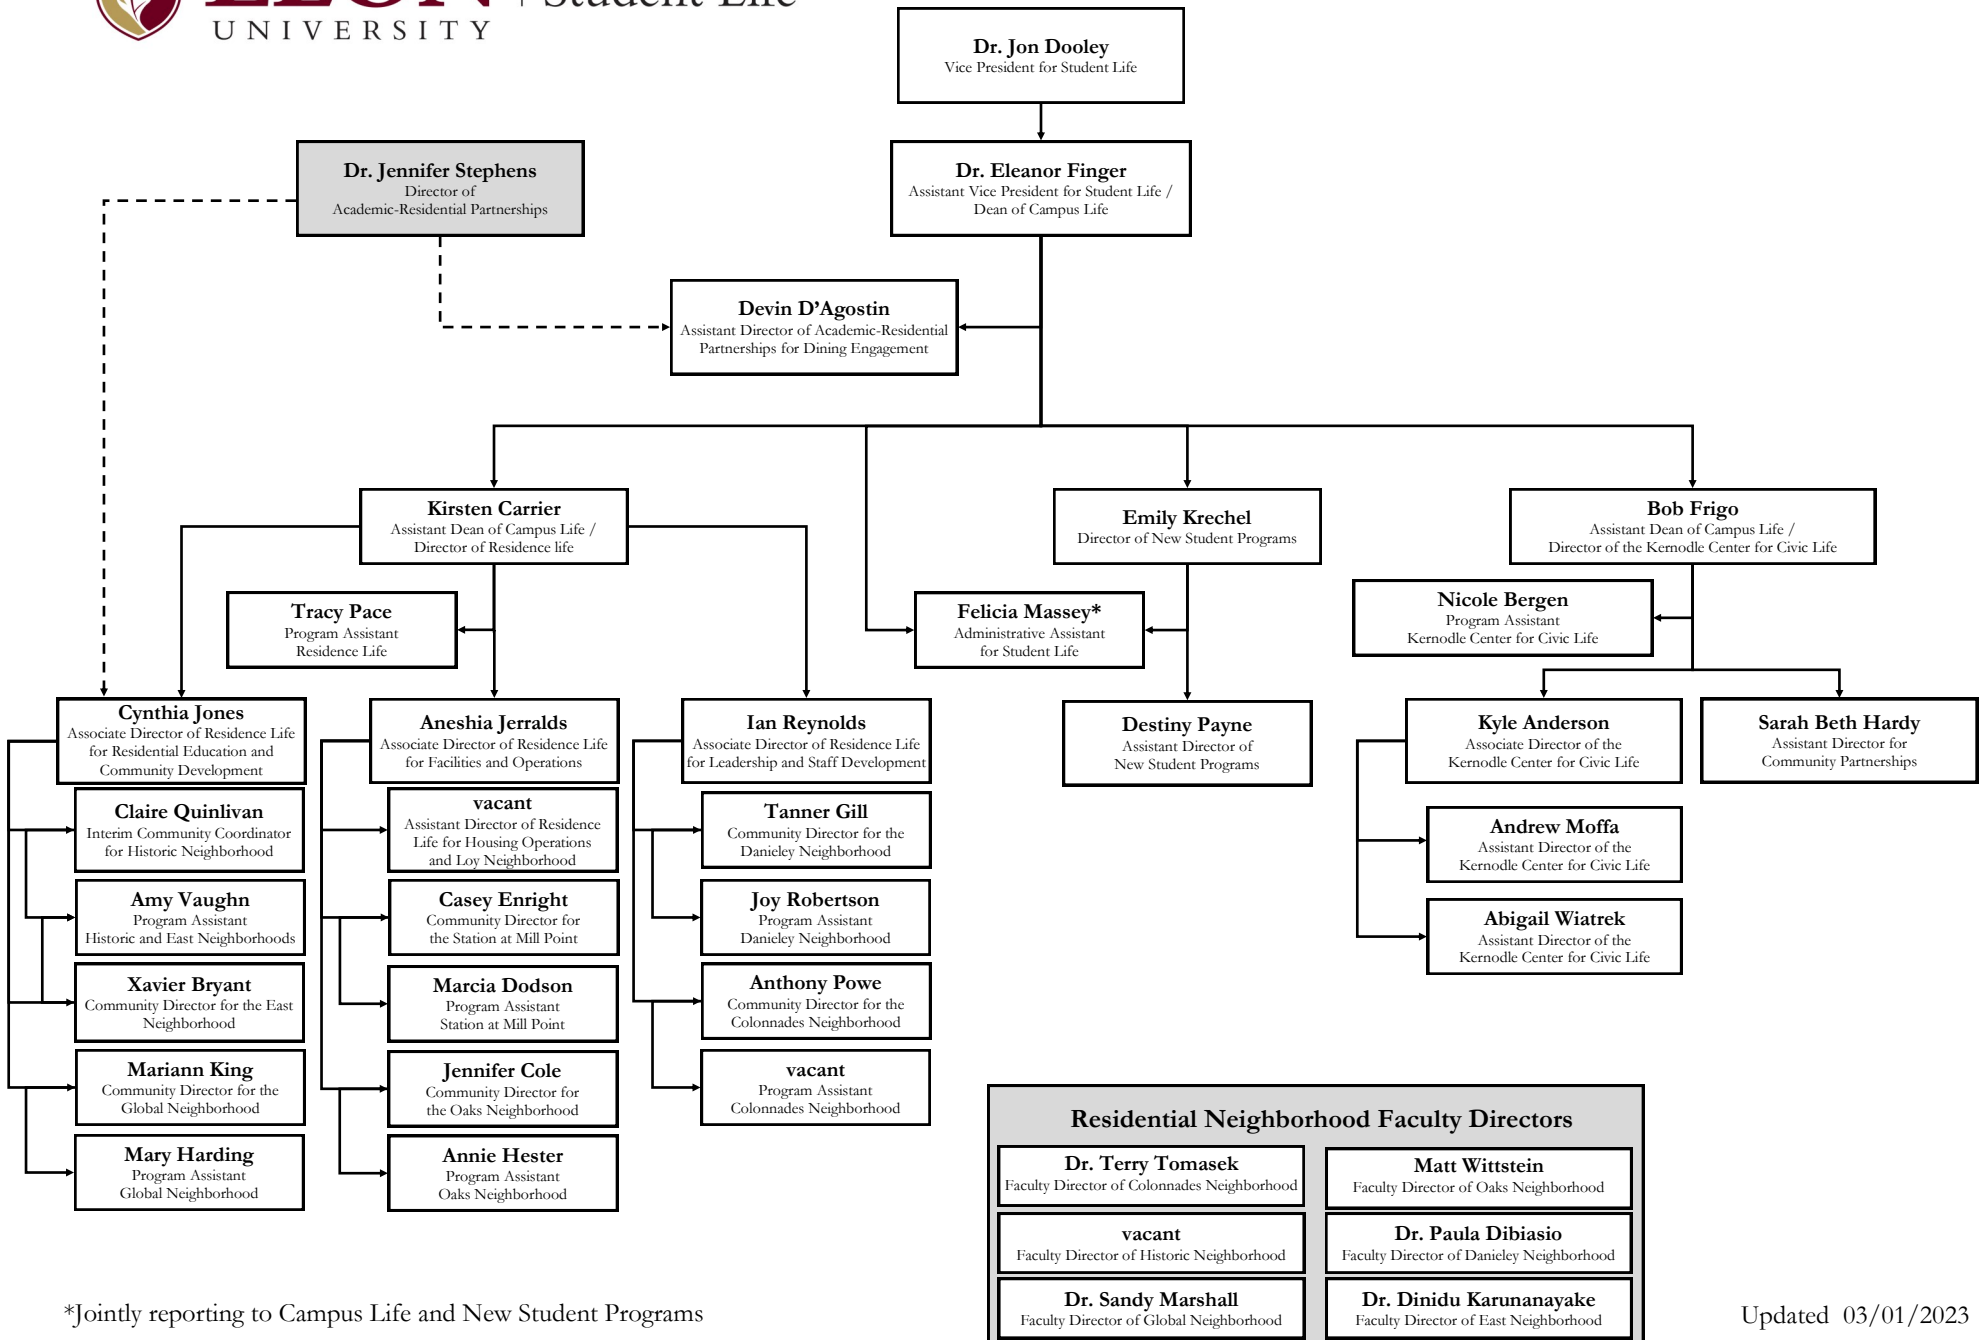 ELON | Student Life
UNIVERSITY
Dr. Jon Dooley
Vice President for Student Life
Dr. Jennifer Stephens
Director of
Academic-Residential Partnerships
Dr. Eleanor Finger
Assistant Vice President for Student Life /
Dean of Campus Life
Devin D’Agostin
Assistant Director of Academic-Residential
Partnerships for Dining Engagement
Kirsten Carrier
Assistant Dean of Campus Life /
Director of Residence life
Emily Krechel
Director of New Student Programs
Bob Frigo
Assistant Dean of Campus Life /
Director of the Kernodle Center for Civic Life
Tracy Pace
Program Assistant
Residence Life
Felicia Massey*
Administrative Assistant
for Student Life
Nicole Bergen
Program Assistant
Kernodle Center for Civic Life
Cynthia Jones
Associate Director of Residence Life
for Residential Education and
Community Development
Aneshia Jerralds
Associate Director of Residence Life
for Facilities and Operations
Ian Reynolds
Associate Director of Residence Life
for Leadership and Staff Development
Destiny Payne
Assistant Director of
New Student Programs
Kyle Anderson
Associate Director of the
Kernodle Center for Civic Life
Sarah Beth Hardy
Assistant Director for
Community Partnerships
Claire Quinlivan
Interim Community Coordinator
for Historic Neighborhood
Amy Vaughn
Program Assistant
Historic and East Neighborhoods
Xavier Bryant
Community Director for the East
Neighborhood
Mariann King
Community Director for the
Global Neighborhood
Mary Harding
Program Assistant
Global Neighborhood
vacant
Assistant Director of Residence
Life for Housing Operations
and Loy Neighborhood
Casey Enright
Community Director for
the Station at Mill Point
Marcia Dodson
Program Assistant
Station at Mill Point
Jennifer Cole
Community Director for
the Oaks Neighborhood
Annie Hester
Program Assistant
Oaks Neighborhood
Tanner Gill
Community Director for the
Danieley Neighborhood
Joy Robertson
Program Assistant
Danieley Neighborhood
Anthony Powe
Community Director for the
Colonnades Neighborhood
vacant
Program Assistant
Colonnades Neighborhood
Andrew Moffa
Assistant Director of the
Kernodle Center for Civic Life
Abigail Wiatrek
Assistant Director of the
Kernodle Center for Civic Life
Residential Neighborhood Faculty Directors
Dr. Terry Tomasek
Faculty Director of Colonnades Neighborhood
Matt Wittstein
Faculty Director of Oaks Neighborhood
vacant
Faculty Director of Historic Neighborhood
Dr. Paula Dibiasio
Faculty Director of Danieley Neighborhood
Dr. Sandy Marshall
Faculty Director of Global Neighborhood
Dr. Dinidu Karunanayake
Faculty Director of East Neighborhood
*Jointly reporting to Campus Life and New Student Programs
Updated 03/01/2023